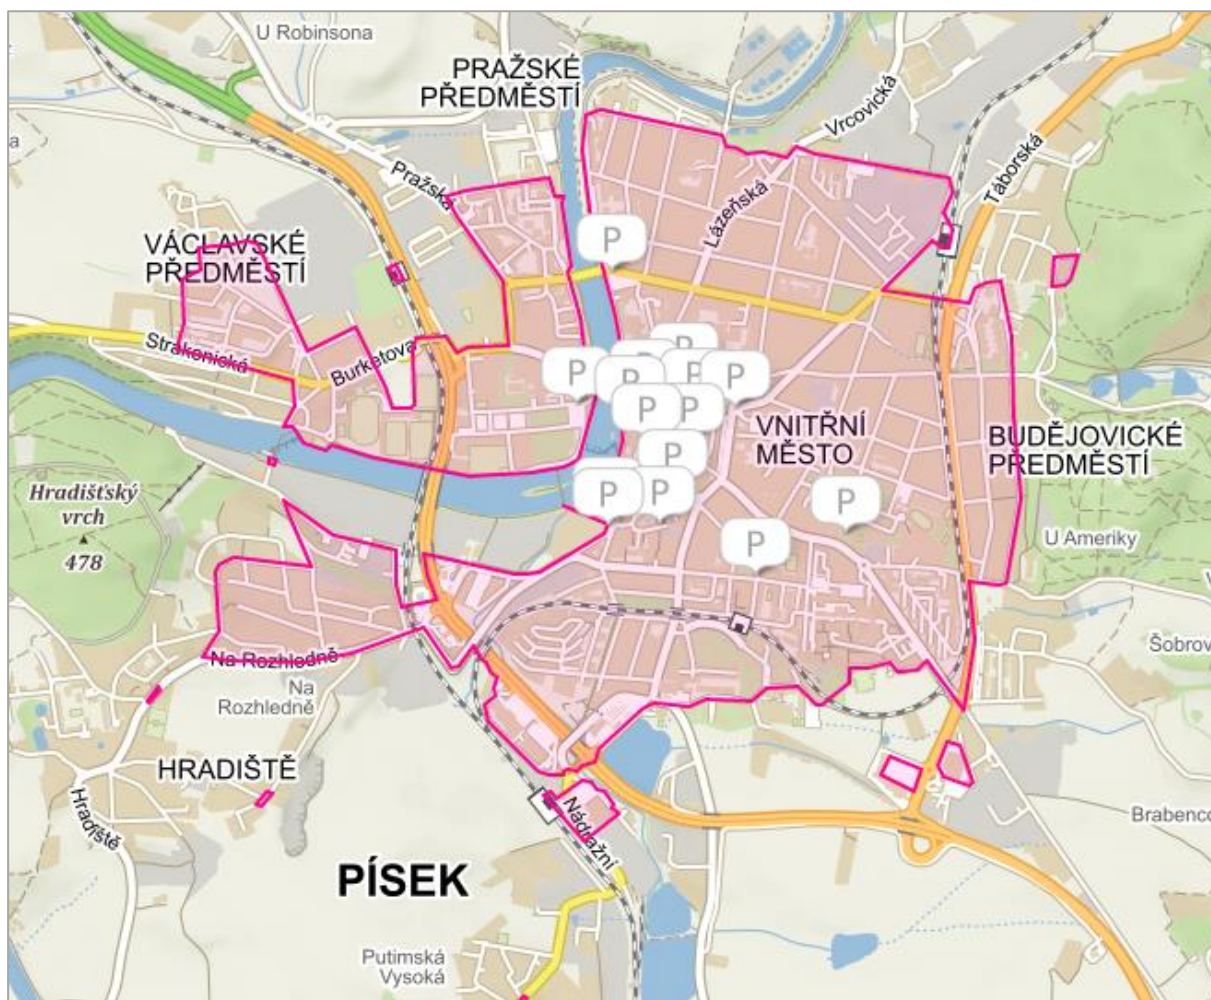 U Robinsona
PRAŽSKÉ
PŘEDMĚSTÍ
Vrcovická
a
Pražská
Táborská
Lázeňská
VÁCLAVSKÉ
PŘEDMĚSTÍ
P
Strakonická
Burketova
P
P
P
P
P
P
VNITŘNÍ
MĚSTO
BUDĚJOVICKÉ
PŘEDMĚSTÍ
P
Hradišťský
vrch
478
P
P
P
P
U Ameriky
V
Šobrov
Na Rozhledně
Na
Rozhledně
HRADIŠTĚ
Hradiště
Nádražní
Brabenco
PÍSEK
Putimská
Vysoká